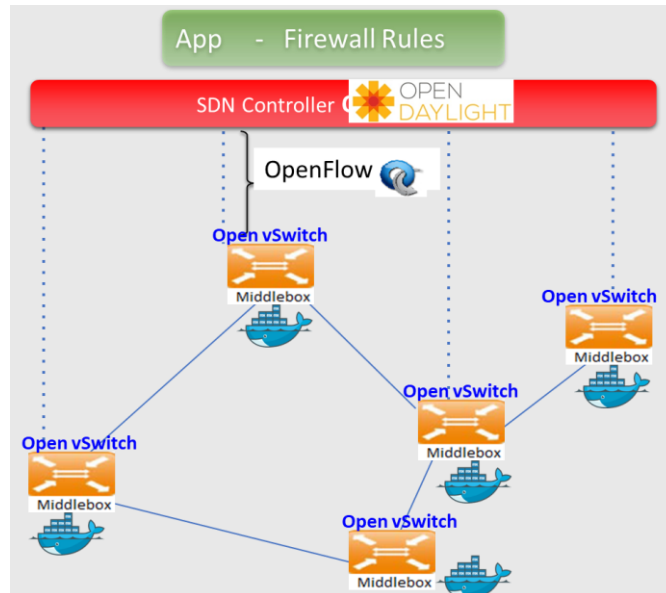 App - Firewall Rules
SDN Controller
OPEN
DAYLIGHT
OpenFlow
Open vSwitch
Middlebox
Open vSwitch
Middlebox
Open vSwitch
Middlebox
Open vSwitch
Middlebox
Open vSwitch